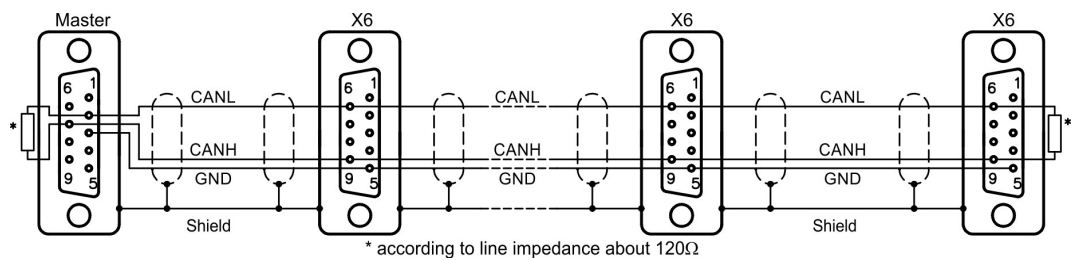 Master X6 X6 X6
6 1 6 1 6 1 6 1
CANL CANL CANL
* *
CANH CANH CANH
9 5 GND 9 5 GND 9 5 GND 9 5
Shield Shield
* according to line impedance about 120Ω